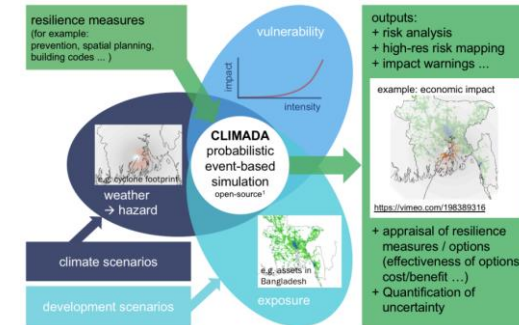 resilience measures
(for example:
prevention, spatial planning,
building codes ... )
vulnerability
impact
intensity
CLIMADA
probabilistic
event-based
simulation
open-source¹
e.g. cyclone footprint
weather
→ hazard
climate scenarios
development scenarios
e.g. assets in
Bangladesh
exposure
outputs:
+ risk analysis
+ high-res risk mapping
+ impact warnings ...
example: economic impact
https://vimeo.com/198389316
+ appraisal of resilience
measures / options
(effectiveness of options
cost/benefit ...)
+ Quantification of
uncertainty